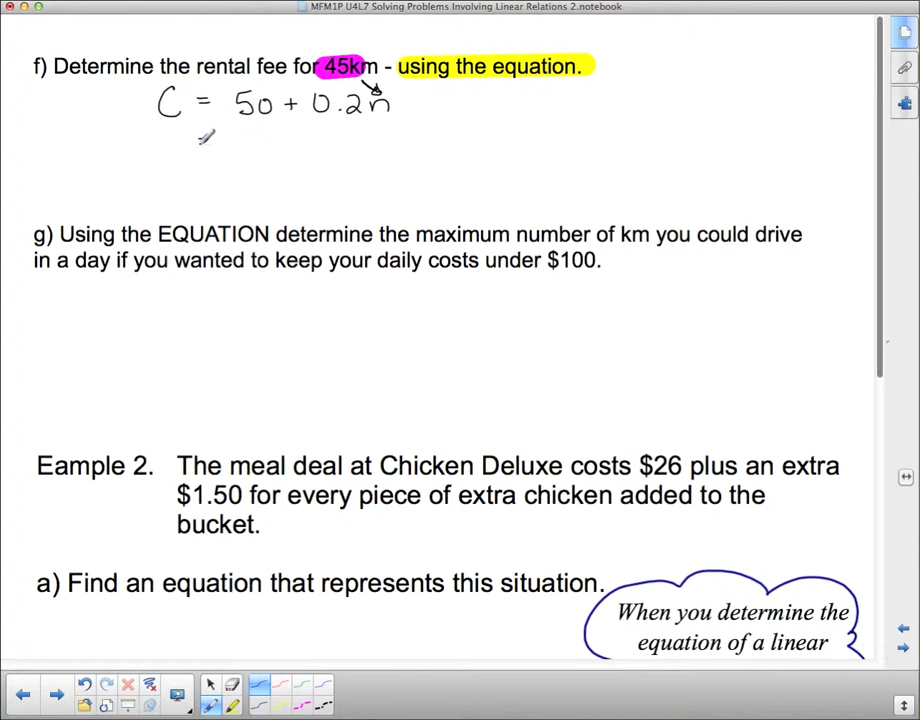 MFM1P U4L7 Solving Problems Involving Linear Relations 2.notebook
f) Determine the rental fee for 45km - using the equation.
C = 50 + 0.2n
=
g) Using the EQUATION determine the maximum number of km you could drive
in a day if you wanted to keep your daily costs under $100.
Eample 2. The meal deal at Chicken Deluxe costs $26 plus an extra
$1.50 for every piece of extra chicken added to the
bucket.
a) Find an equation that represents this situation.
When you determine the
equation of a linear